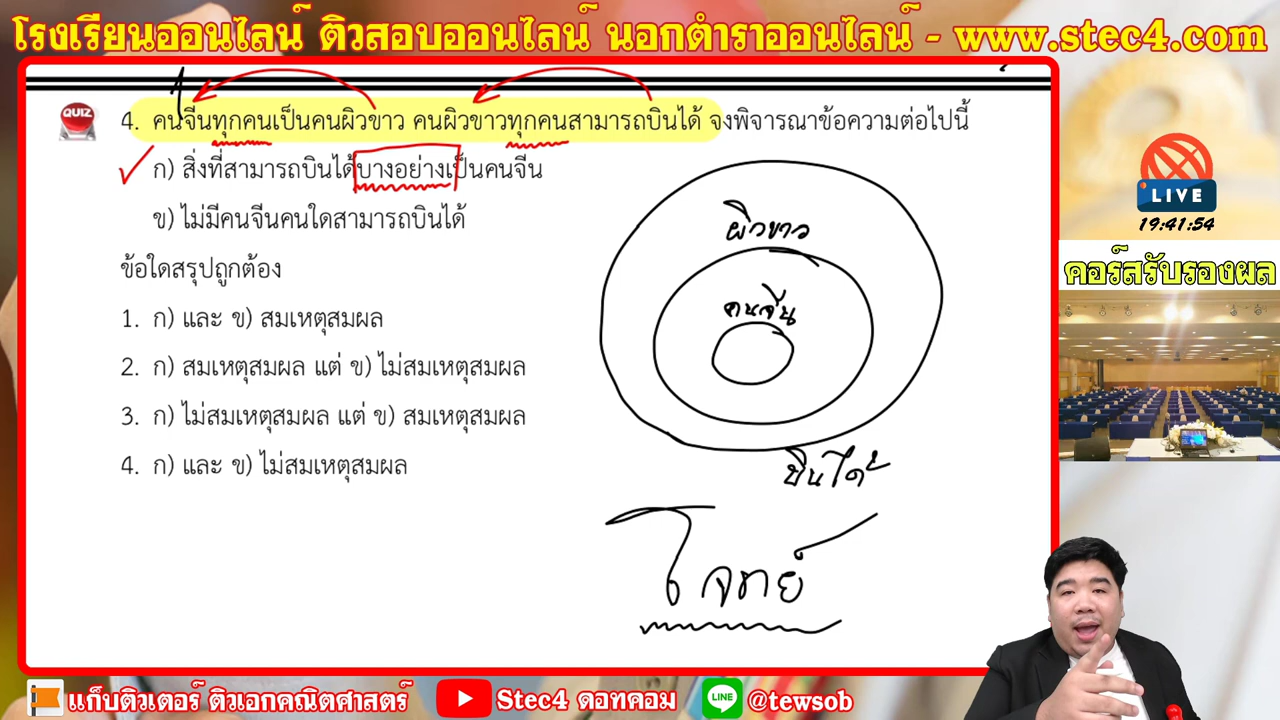 โรงเรียนออนไลน์ ติวสอบออนไลน์ นอกตำราออนไลน์ - www.stec4.com
QUIZ
4. คนจีนทุกคนเป็นคนผิวขาว คนผิวขาวทุกคนสามารถบินได้ จงพิจารณาข้อความต่อไปนี้
ก) สิ่งที่สามารถบินได้บางอย่างเป็นคนจีน
ข) ไม่มีคนจีนคนใดสามารถบินได้
ข้อใดสรุปถูกต้อง
1. ก) และ ข) สมเหตุสมผล
2. ก) สมเหตุสมผล แต่ ข) ไม่สมเหตุสมผล
3. ก) ไม่สมเหตุสมผล แต่ ข) สมเหตุสมผล
4. ก) และ ข) ไม่สมเหตุสมผล
ผิวขาว
คนจีน
บินได้
โจทย์
LIVE
19:41:54
คอร์สรับรองผล
แก็บติวเตอร์ ติวเอกคณิตศาสตร์
Stec4 ดอทคอม
LINE
@tewsob